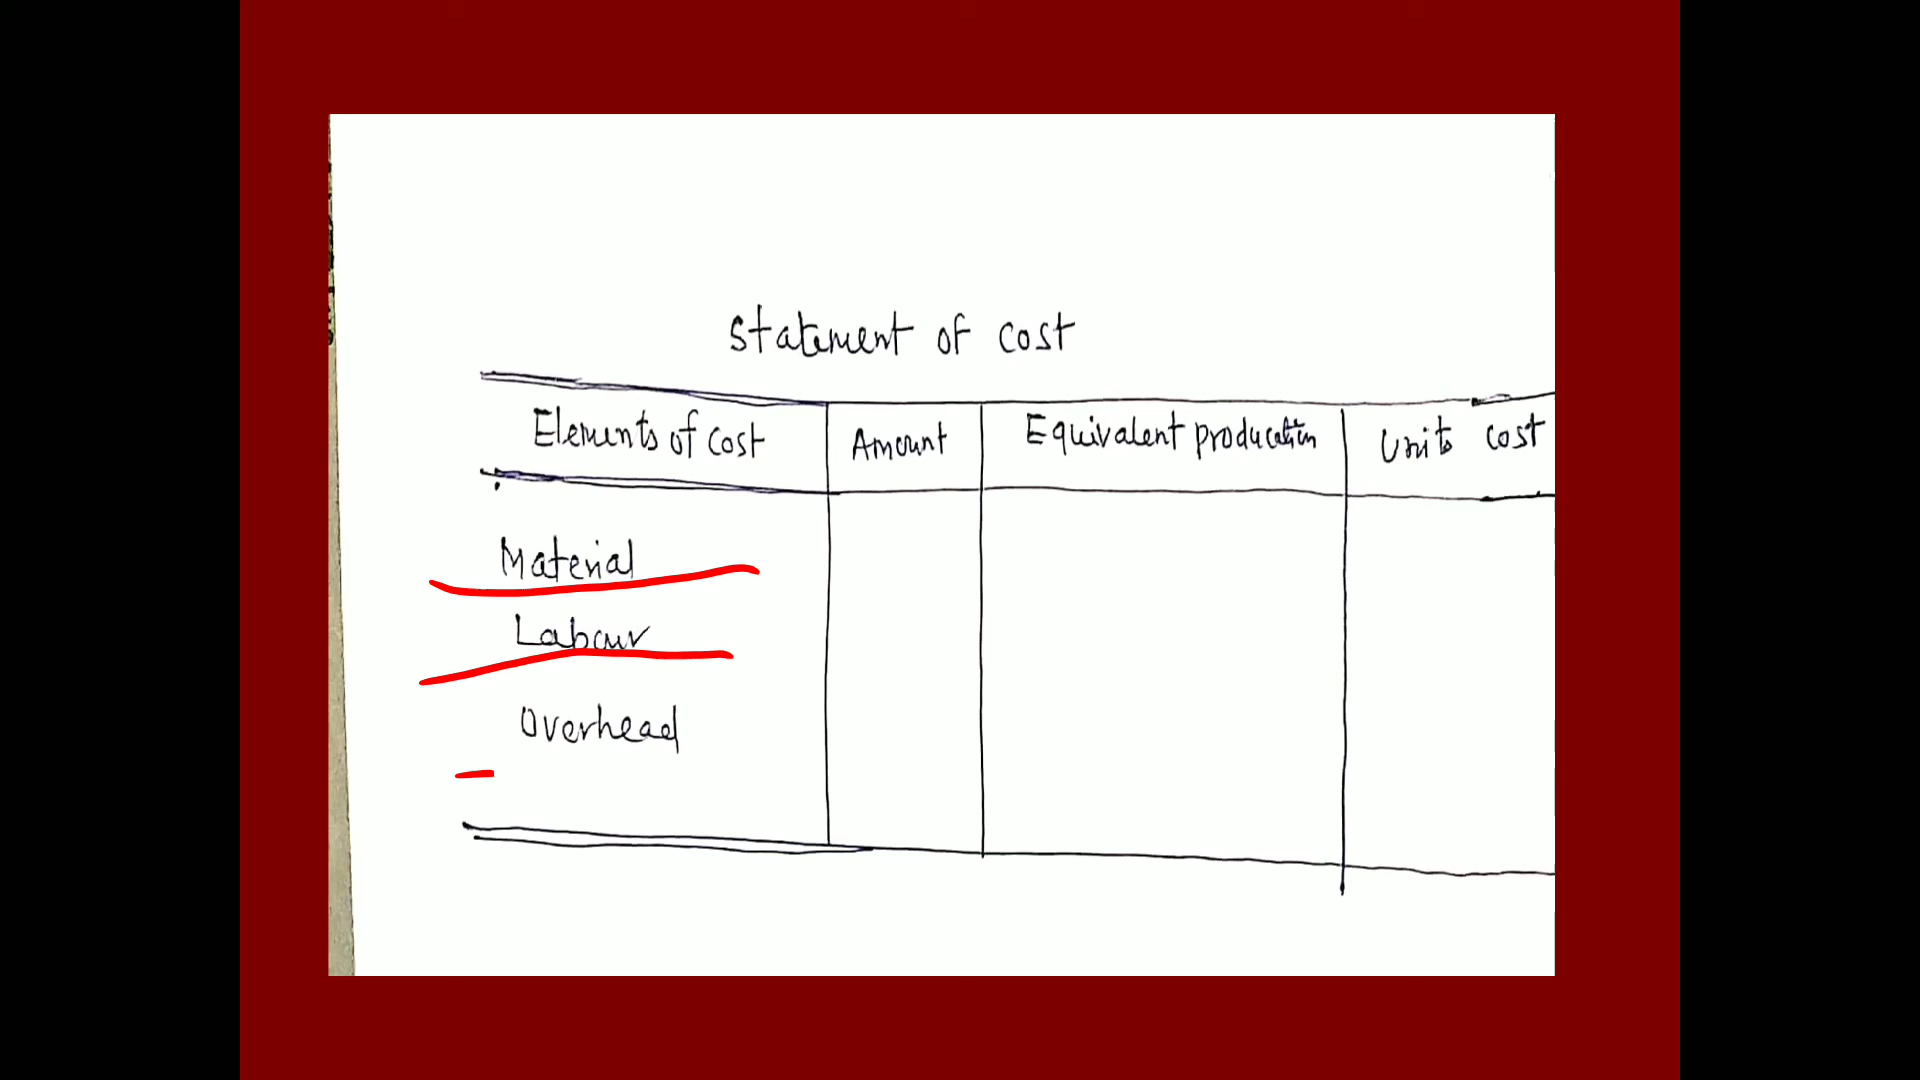 Statement of cost
Elements of cost Amount Equivalent production Units cost
Material
Labour
Overhead